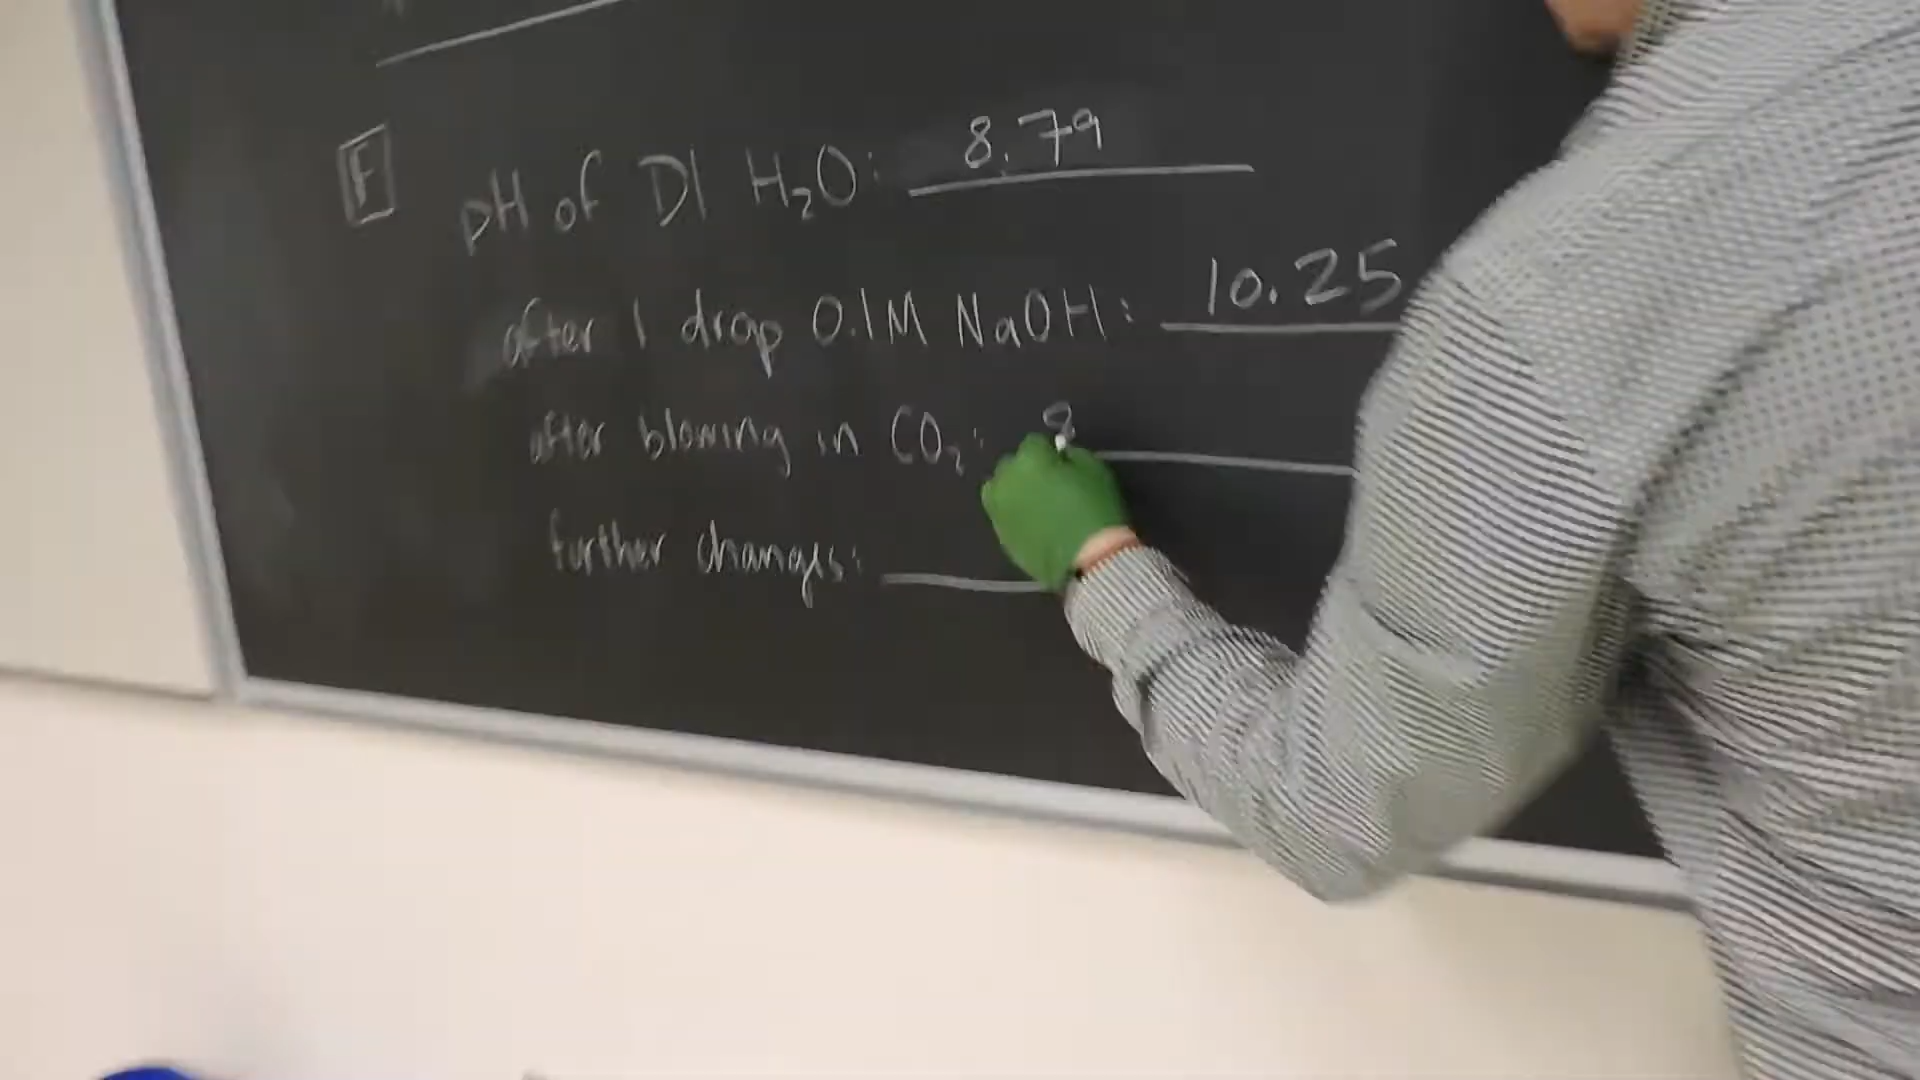 F
pH of DI H₂O: 8.79
after 1 drop 0.1M NaOH: 10.25
after blowing in CO₂: 8
further changes: